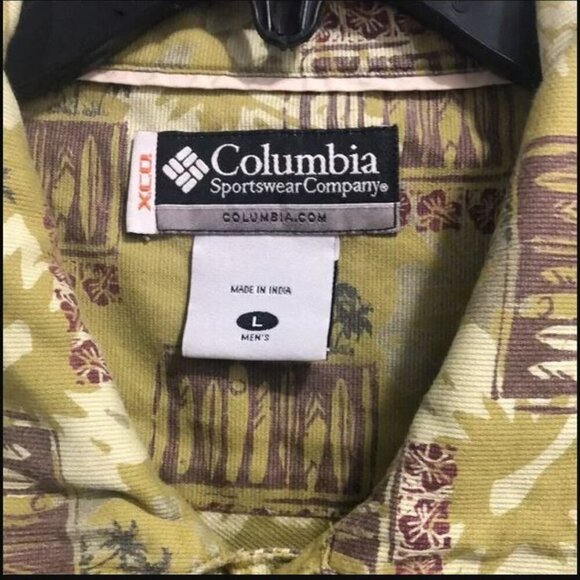 XCO!
Columbia
Sportswear Company®
COLUMBIA.COM
MADE IN INDIA
L
MEN'S